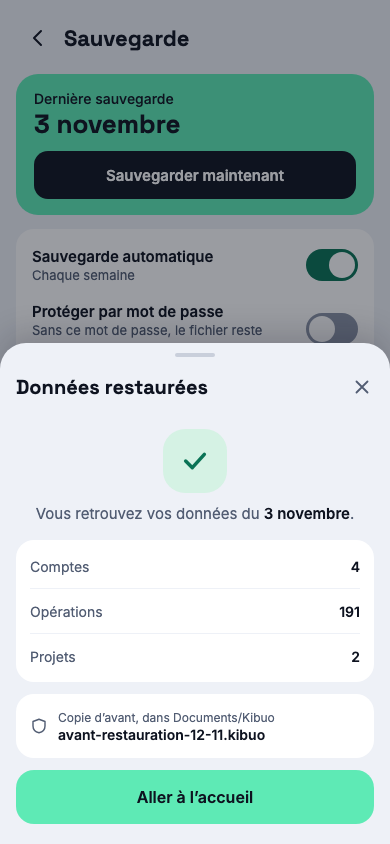 Sauvegarde
Dernière sauvegarde
3 novembre
Sauvegarder maintenant
Sauvegarde automatique
Chaque semaine
Protéger par mot de passe
Sans ce mot de passe, le fichier reste
Données restaurées
Vous retrouvez vos données du 3 novembre.
Comptes 4
Opérations 191
Projets 2
Copie d’avant, dans Documents/Kibuo
avant-restauration-12-11.kibuo
Aller à l’accueil